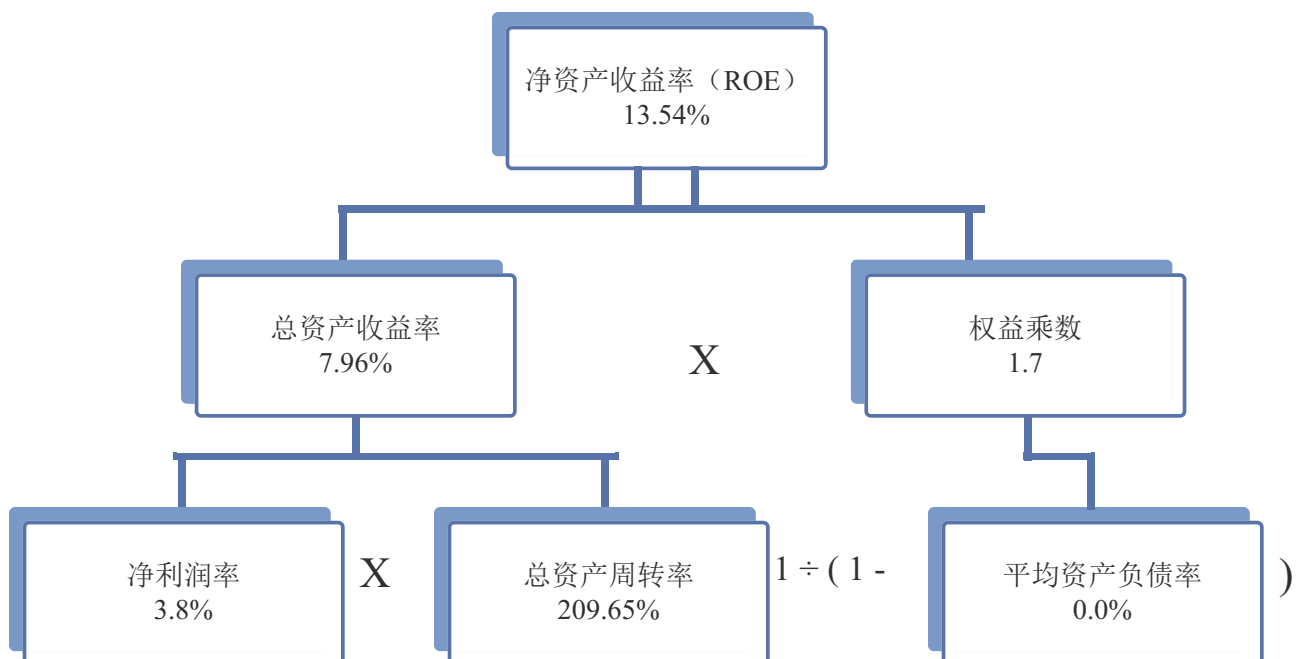 净资产收益率（ROE）
13.54%
总资产收益率
7.96%
X
权益乘数
1.7
净利润率
3.8%
X
总资产周转率
209.65%
1 ÷ ( 1 -
平均资产负债率
0.0%
)